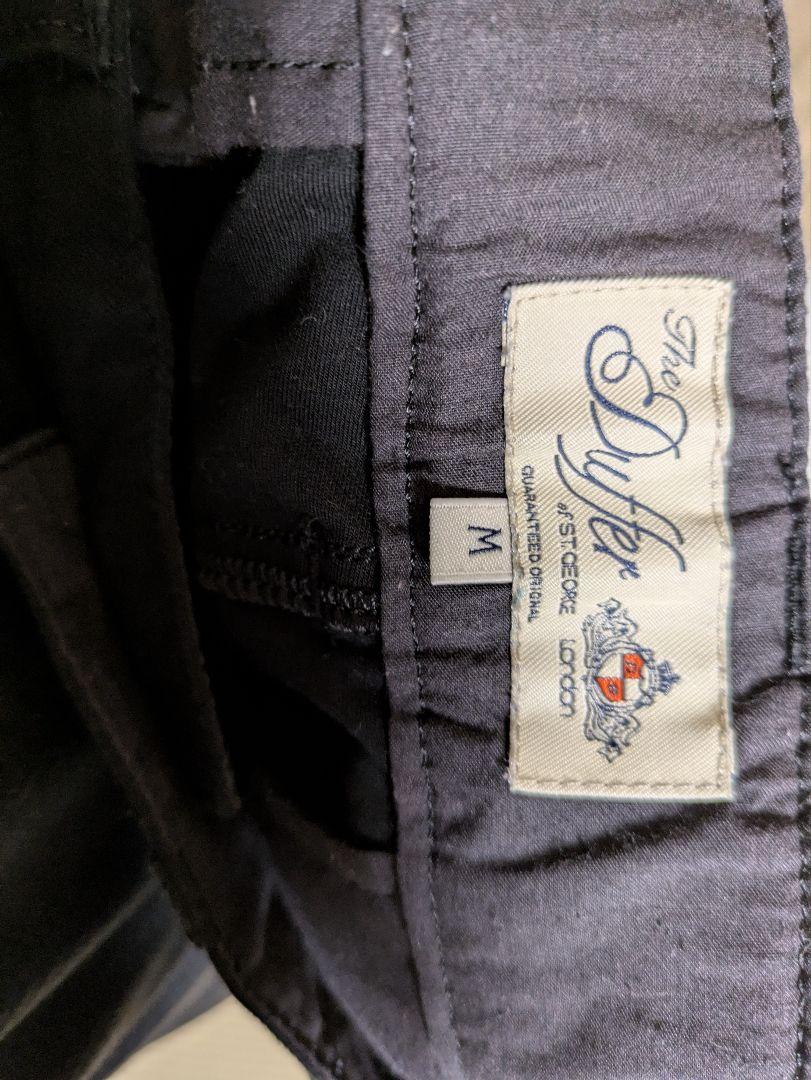 The
Duffer
of ST.GEORGE
GUARANTEED ORIGINAL
London
M